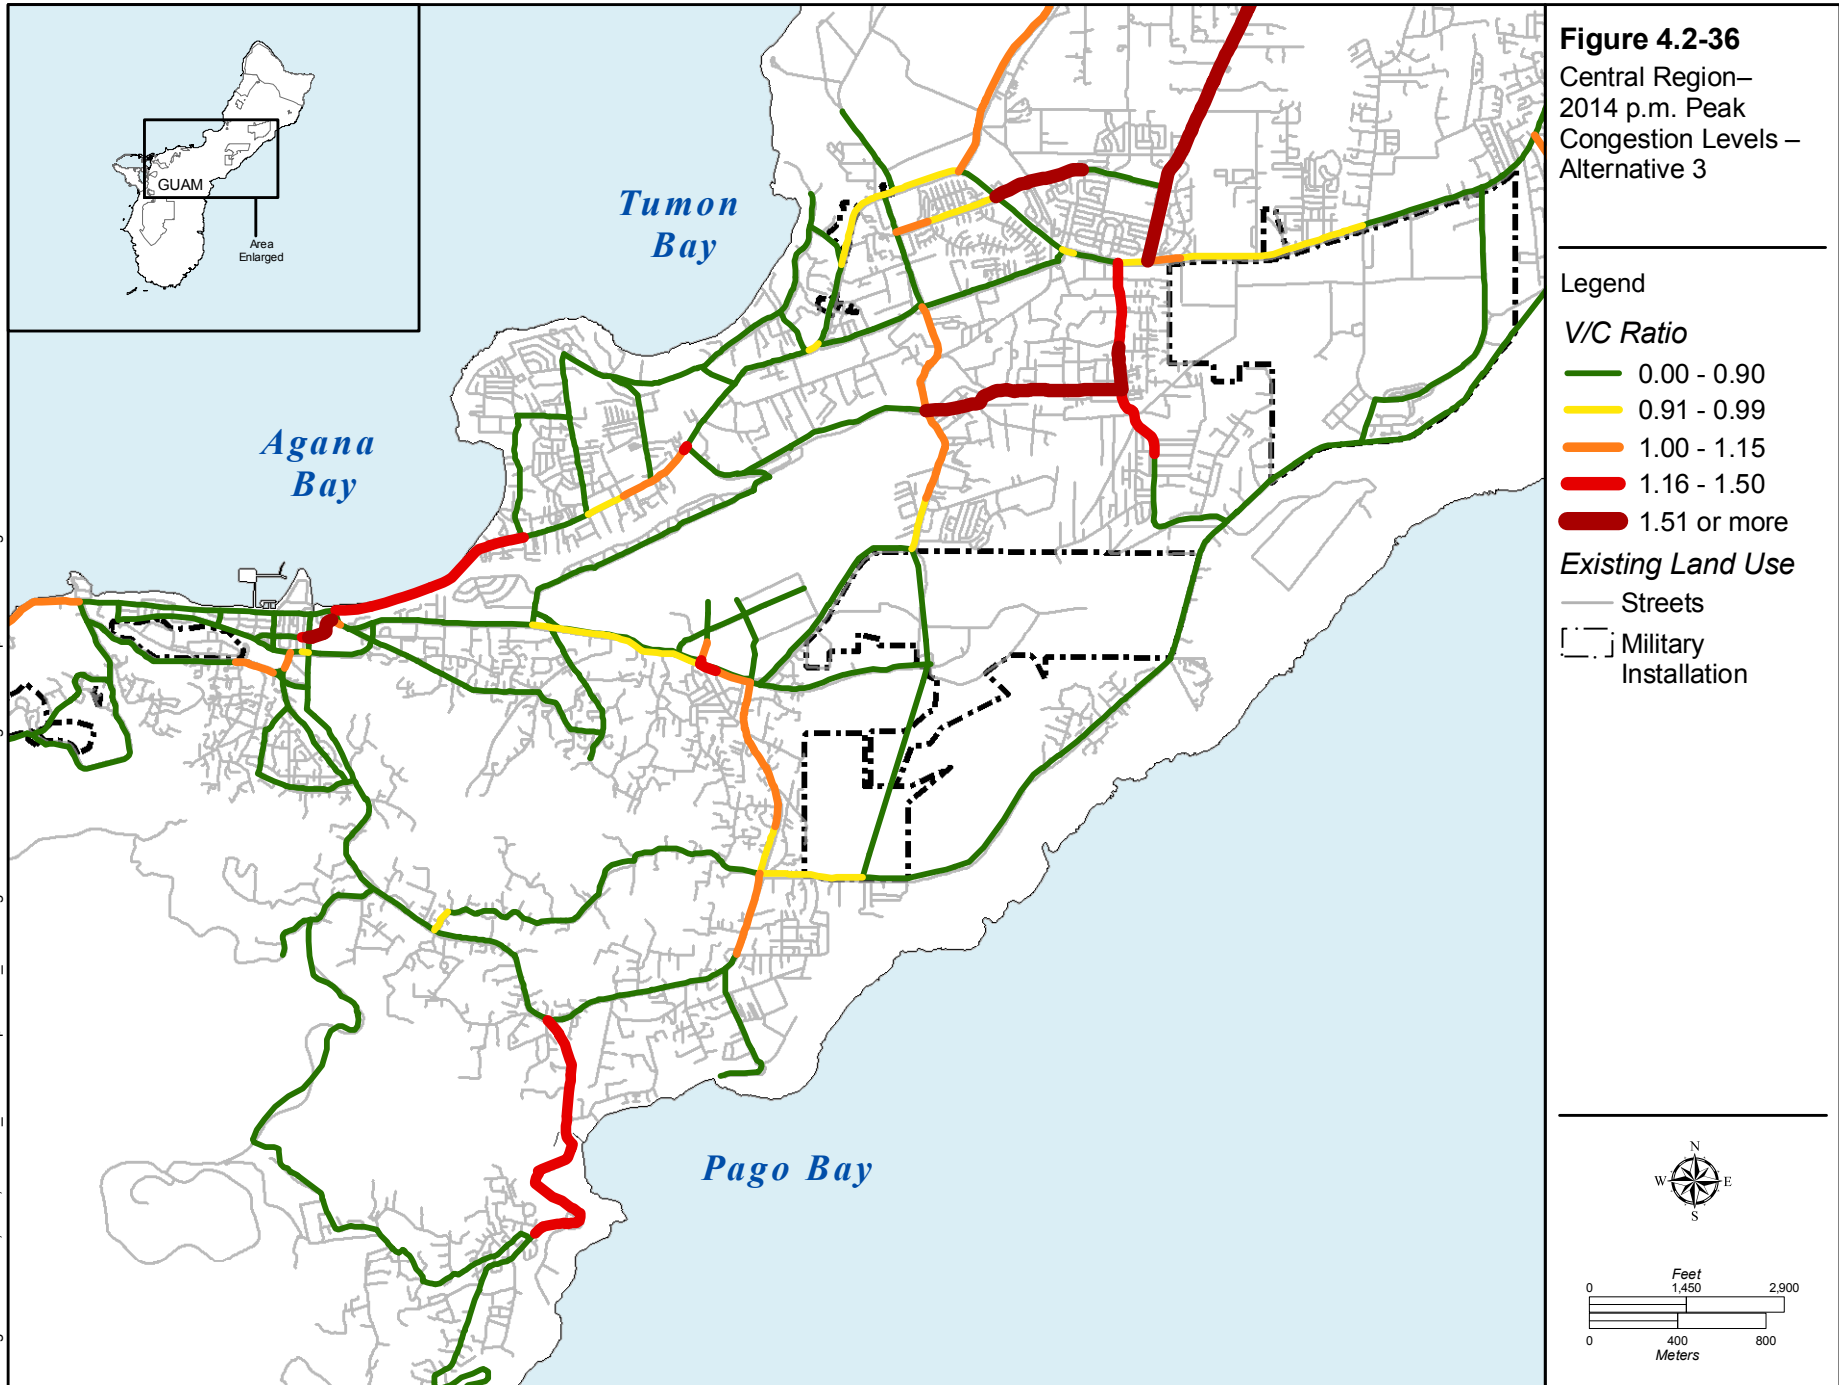 GUAM
Area
Enlarged
Tumon
Bay
Agana
Bay
Pago Bay
Figure 4.2-36
Central Region–
2014 p.m. Peak
Congestion Levels –
Alternative 3
Legend
V/C Ratio
0.00 - 0.90
0.91 - 0.99
1.00 - 1.15
1.16 - 1.50
1.51 or more
Existing Land Use
Streets
Military
Installation
N
W E
S
Feet
0 1,450 2,900
0 400 800
Meters